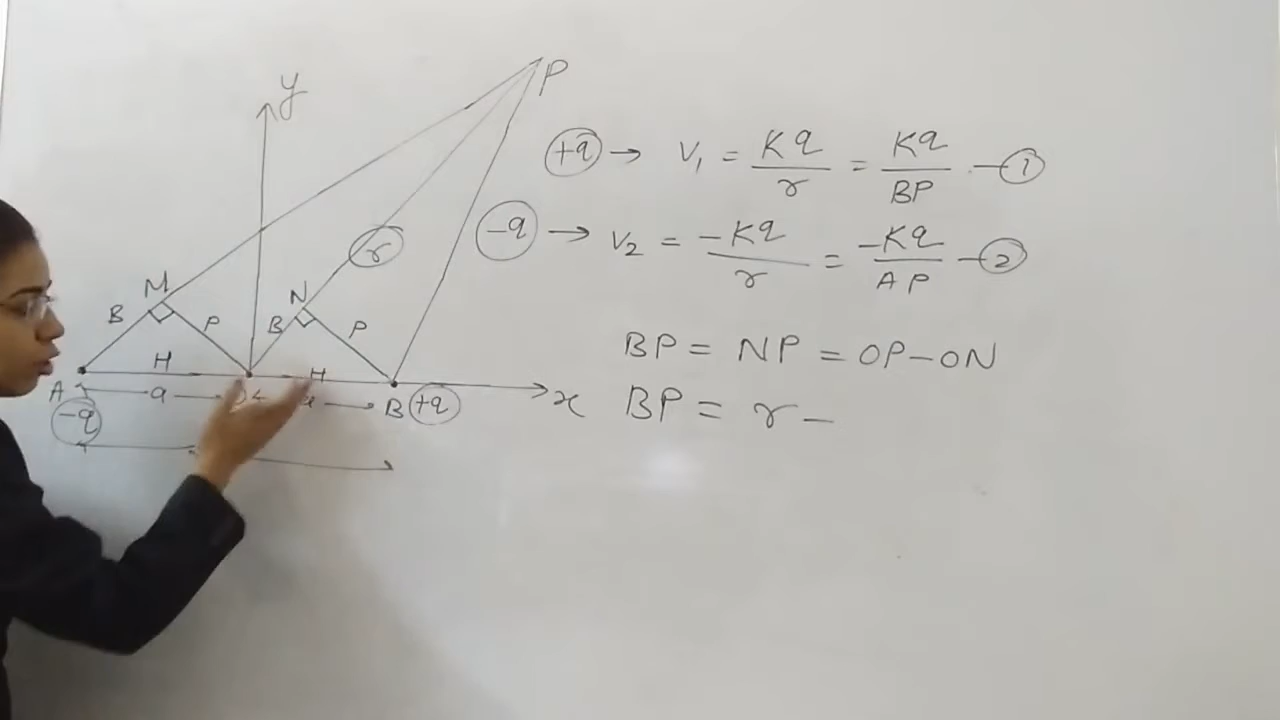 y
P
+q → V₁ = Kq/r = Kq/BP —①
-q → V₂ = -Kq/r = -Kq/AP —②
r
M
N
B P B P
BP = NP = OP-ON
H H
A a B +q x
BP = r -
-q